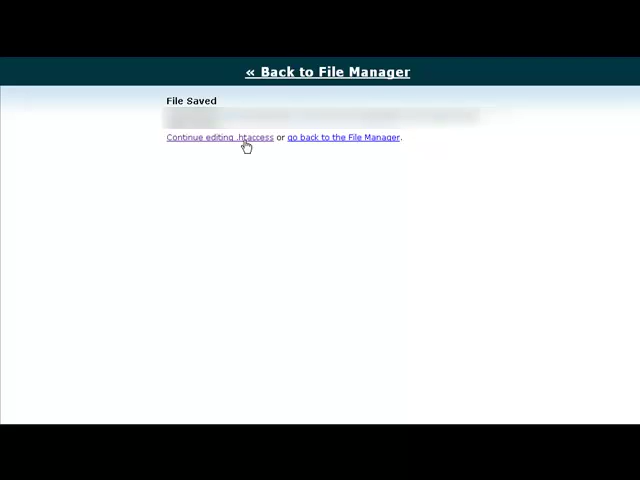 « Back to File Manager
File Saved
Continue editing .htaccess or go back to the File Manager.